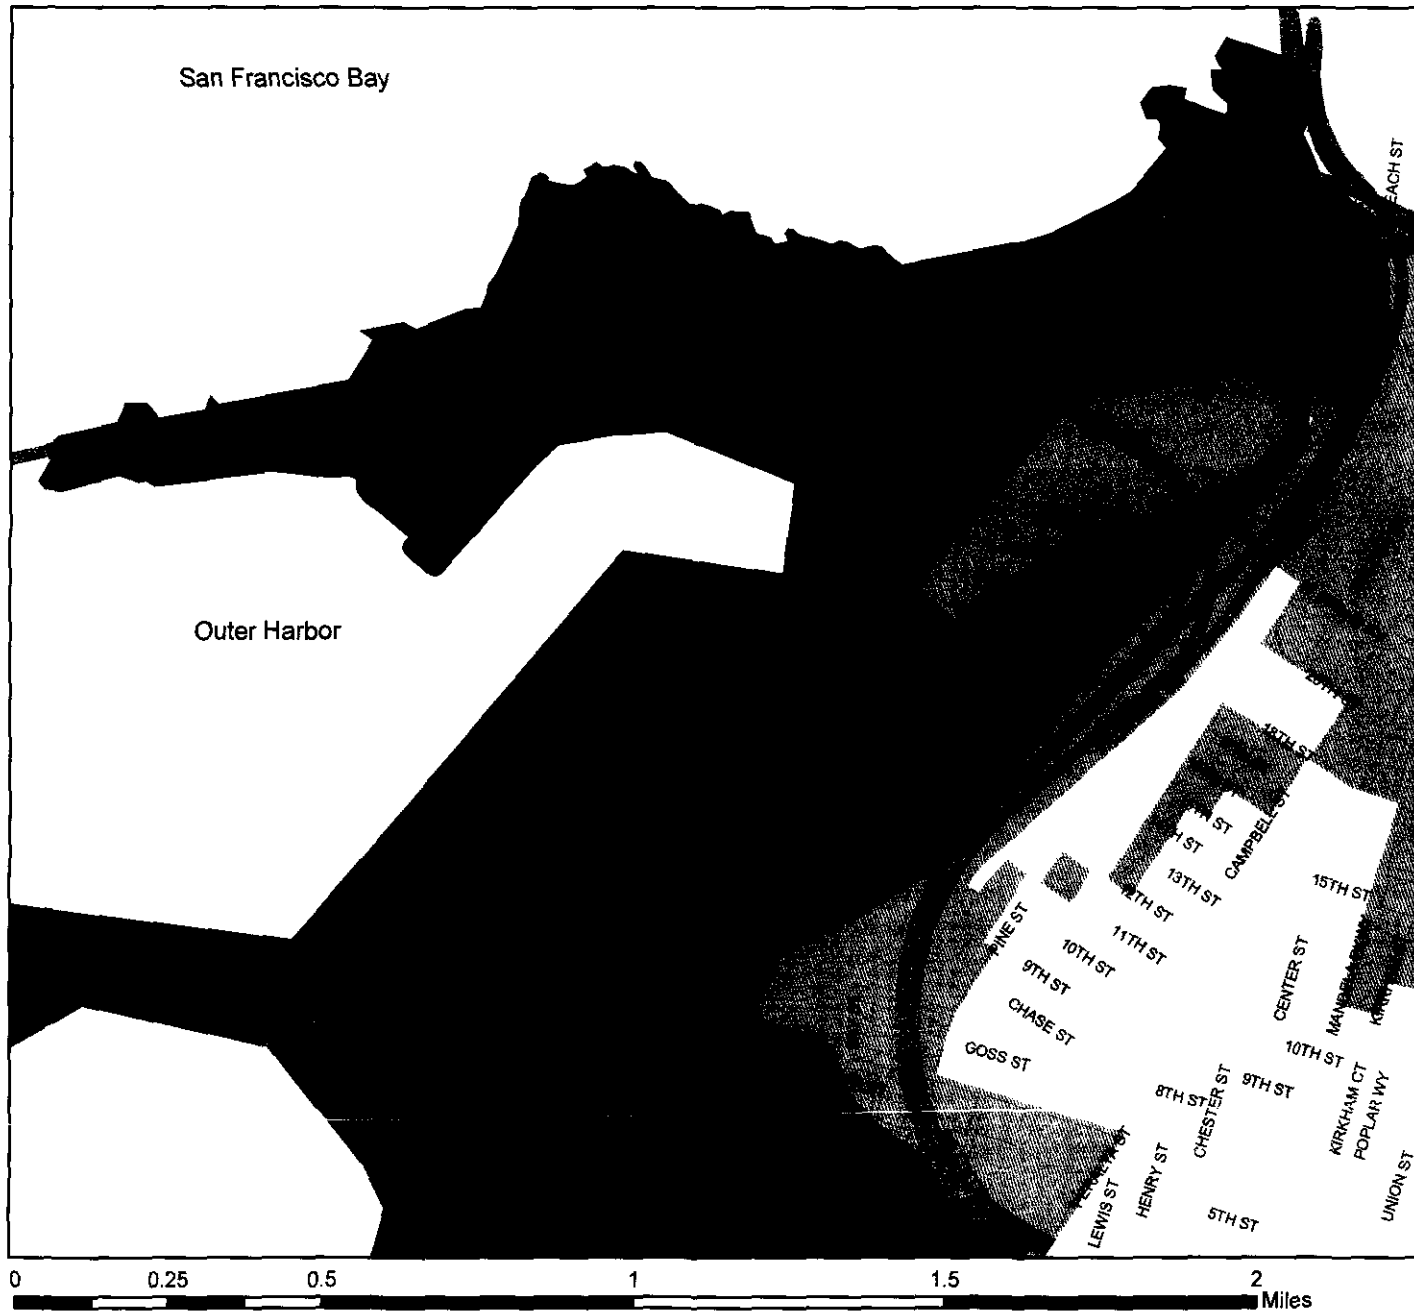 San Francisco Bay
EACH ST
Outer Harbor
18TH ST
ST
H ST
CAMPBELL ST
13TH ST
15TH ST
12TH ST
11TH ST
PINE ST
10TH ST
9TH ST
CENTER ST
CHASE ST
GOSS ST
10TH ST
9TH ST
8TH ST
CHESTER ST
KIRKHAM CT
POPLAR WY
HENRY ST
LEWIS ST
UNION ST
5TH ST
0 0.25 0.5 1 1.5 2
Miles